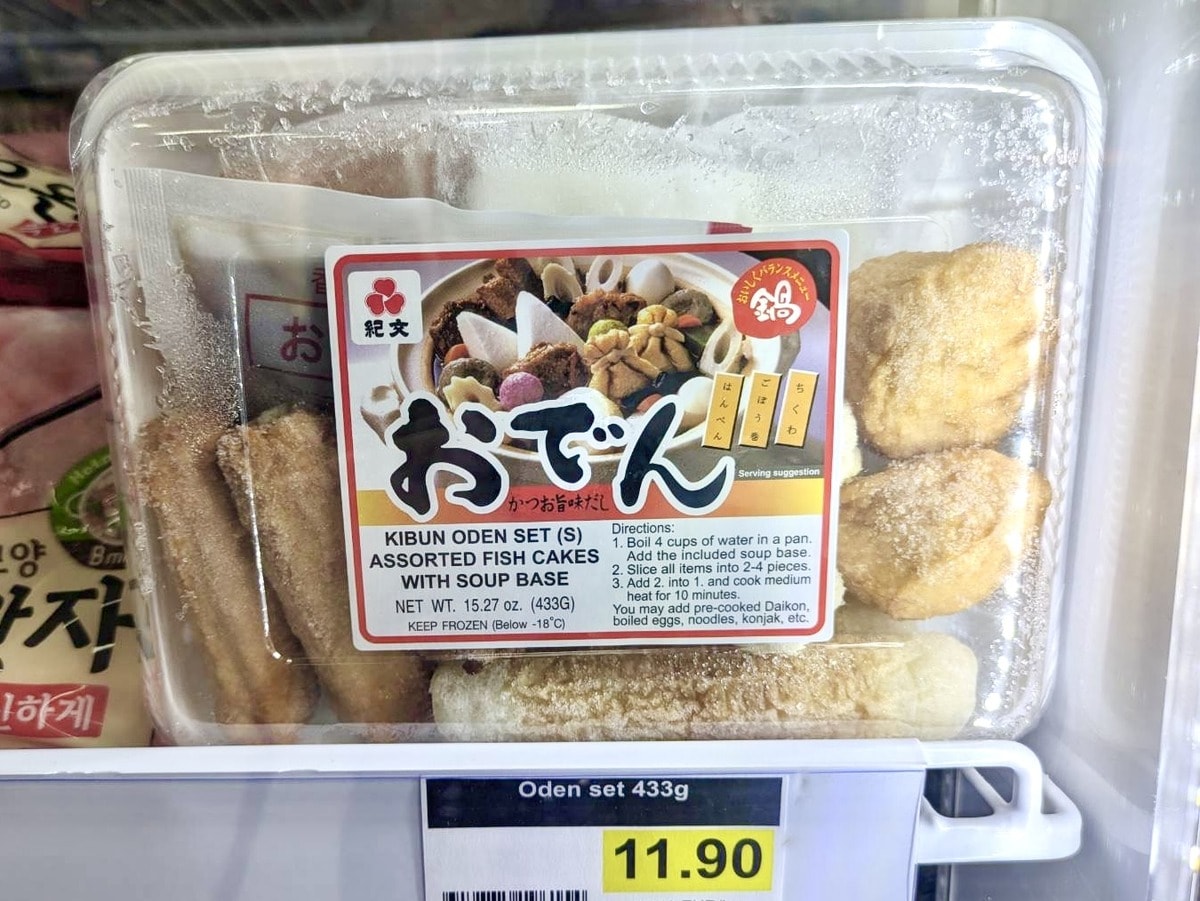 紀文
おいしくバランスメニュー
鍋
はんぺん
ごぼう巻
ちくわ
おでん
かつお旨味だし
Serving suggestion
KIBUN ODEN SET (S)
ASSORTED FISH CAKES
WITH SOUP BASE
NET WT. 15.27 oz. (433G)
KEEP FROZEN (Below -18°C)
Directions:
1. Boil 4 cups of water in a pan.
Add the included soup base.
2. Slice all items into 2-4 pieces.
3. Add 2. into 1. and cook medium
heat for 10 minutes.
You may add pre-cooked Daikon,
boiled eggs, noodles, konjak, etc.
お
모양
Oden set 433g
11.90